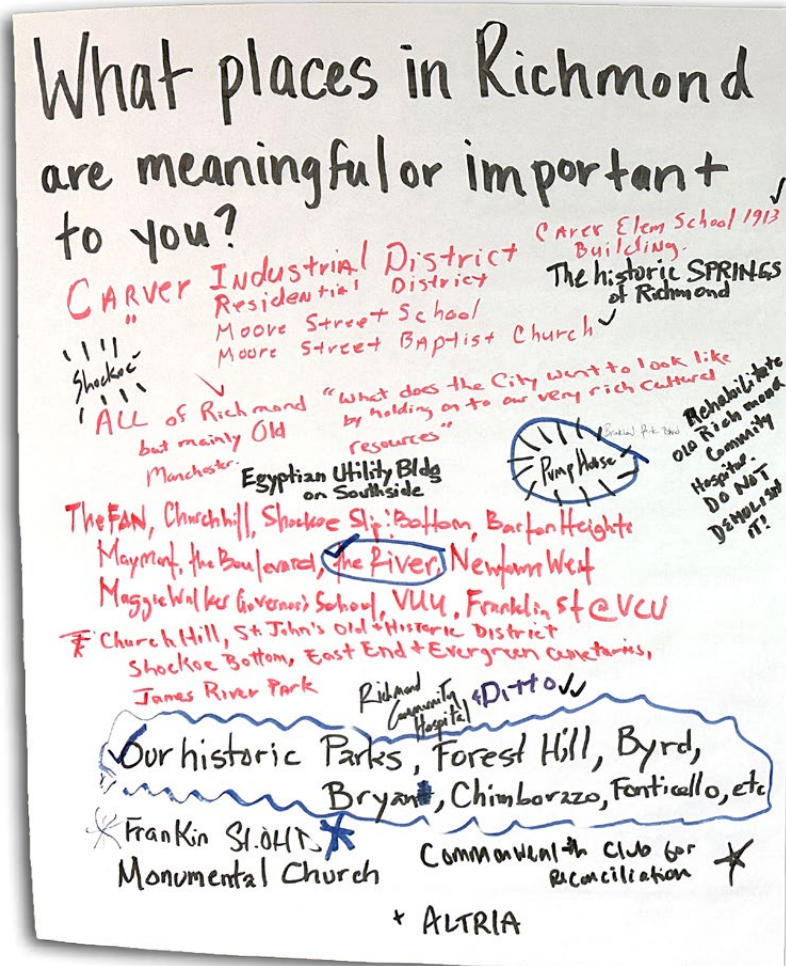 What places in Richmond
are meaningful or important
to you?
CARVER Industrial District
" Residential District
Moore Street School
Moore Street Baptist Church ✓
Carer Elem School 1913 ✓
Building.
The historic SPRINGS
of Richmond
Shockoe
ALL of Richmond
but mainly Old
Manchester.
"What does the City want to look like
by holding on to our very rich cultural
resources"
Egyptian Utility Bldg
on Southside
Pump House
Rehabilitate
Old Richmond
Commity
Hospital.
DO NOT
DEMOLISH
IT!
The FAN, Churchhill, Shockoe Slip: Bottom, Barton Heights
Maymont, the Boulevard, the River, Newtown West
Maggie Walker Governor's School, VUU, Franklin St @ VCU
Church Hill, St. John's Old + Historic District
Shockoe Bottom, East End + Evergreen cemeteries,
James River Park
Richmond
Community
Hospital
Ditto ✓✓
Our historic Parks, Forest Hill, Byrd,
Bryan, Chimborazo, Fonticello, etc
Frankin St. OHD
Monumental Church
Commonwealth Club for
Reconciliation
+ ALTRIA